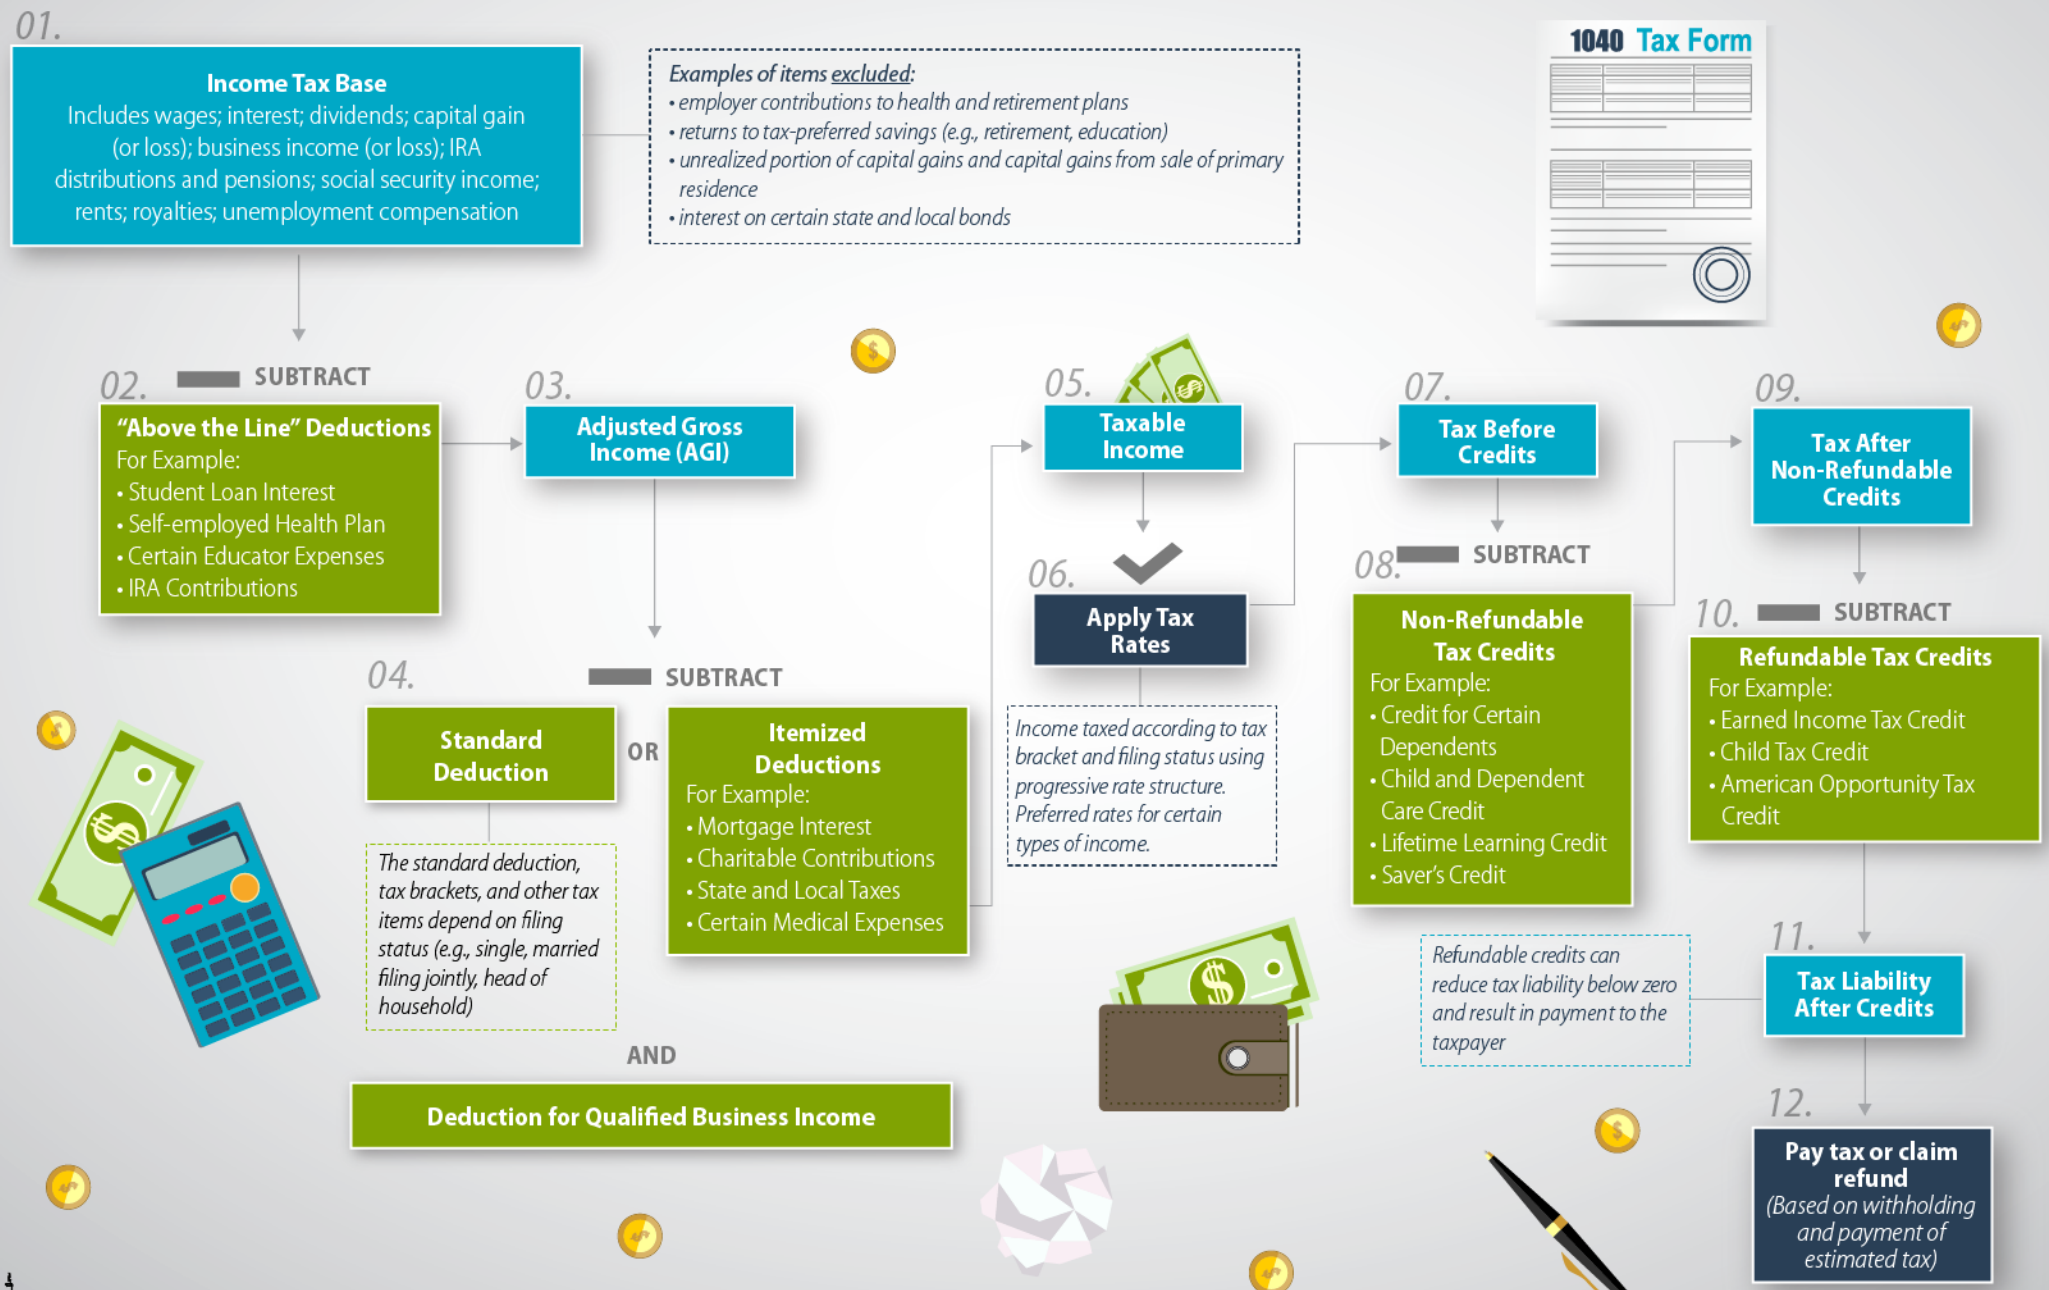 01.
Income Tax Base
Includes wages; interest; dividends; capital gain
(or loss); business income (or loss); IRA
distributions and pensions; social security income;
rents; royalties; unemployment compensation
Examples of items excluded:
• employer contributions to health and retirement plans
• returns to tax-preferred savings (e.g., retirement, education)
• unrealized portion of capital gains and capital gains from sale of primary
residence
• interest on certain state and local bonds
1040 Tax Form
02.
SUBTRACT
“Above the Line” Deductions
For Example:
• Student Loan Interest
• Self-employed Health Plan
• Certain Educator Expenses
• IRA Contributions
03.
Adjusted Gross
Income (AGI)
04.
SUBTRACT
Standard
Deduction
The standard deduction,
tax brackets, and other tax
items depend on filing
status (e.g., single, married
filing jointly, head of
household)
OR
Itemized
Deductions
For Example:
• Mortgage Interest
• Charitable Contributions
• State and Local Taxes
• Certain Medical Expenses
AND
Deduction for Qualified Business Income
05.
Taxable
Income
06.
Apply Tax
Rates
Income taxed according to tax
bracket and filing status using
progressive rate structure.
Preferred rates for certain
types of income.
07.
Tax Before
Credits
08.
SUBTRACT
Non-Refundable
Tax Credits
For Example:
• Credit for Certain
Dependents
• Child and Dependent
Care Credit
• Lifetime Learning Credit
• Saver’s Credit
09.
Tax After
Non-Refundable
Credits
10.
SUBTRACT
Refundable Tax Credits
For Example:
• Earned Income Tax Credit
• Child Tax Credit
• American Opportunity Tax
Credit
11.
Tax Liability
After Credits
Refundable credits can
reduce tax liability below zero
and result in payment to the
taxpayer
12.
Pay tax or claim
refund
(Based on withholding
and payment of
estimated tax)